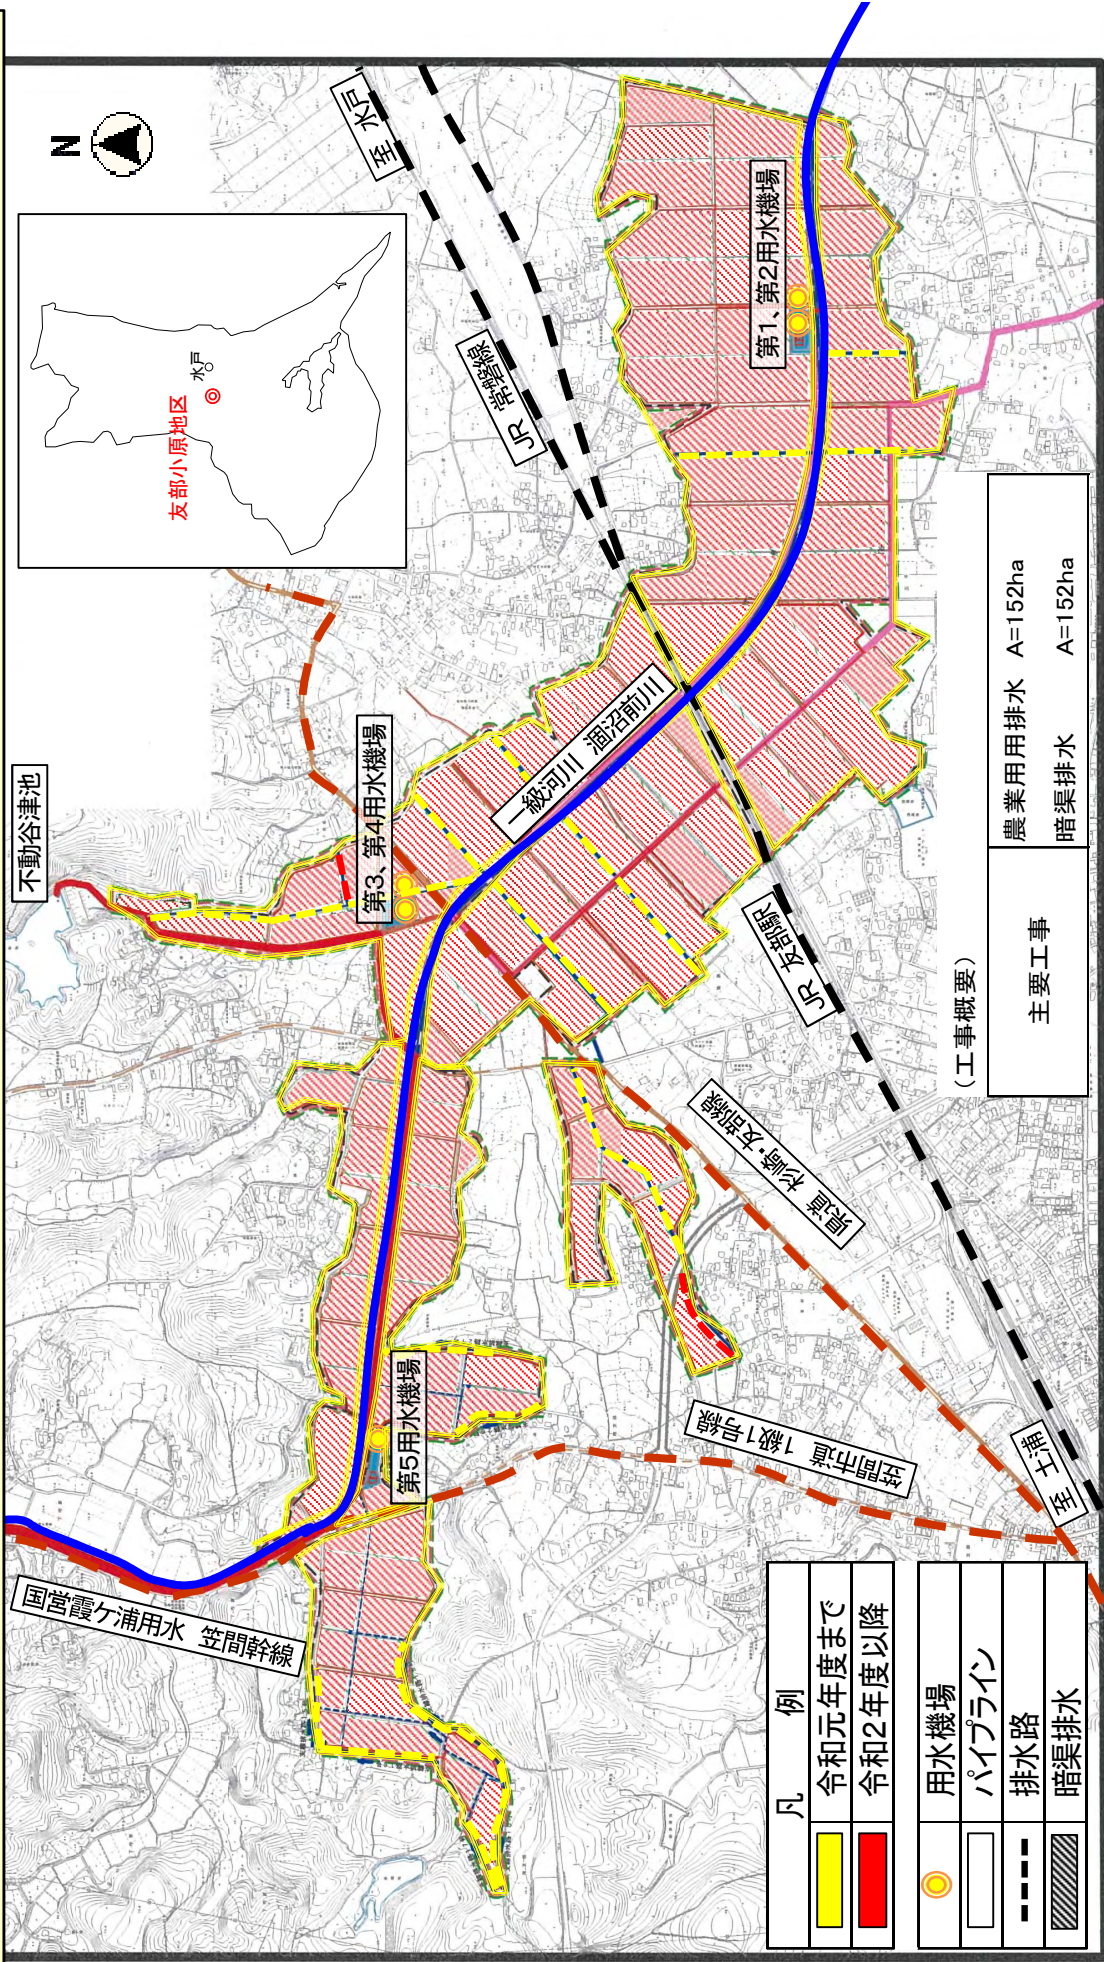 N
友部小原地区
水戸
不動谷津池
至 水戸
JR 常磐線
第1、第2用水機場
第3、第4用水機場
一級河川 涸沼前川
JR 友部駅
県道 杉崎・友部線
第5用水機場
笠間市道 1級1号線
至 土浦
国営霞ケ浦用水 笠間幹線
（工事概要）
主要工事
農業用用排水 A=152ha
暗渠排水 A=152ha
凡 例
令和元年度まで
令和2年度以降
用水機場
パイプライン
排水路
暗渠排水